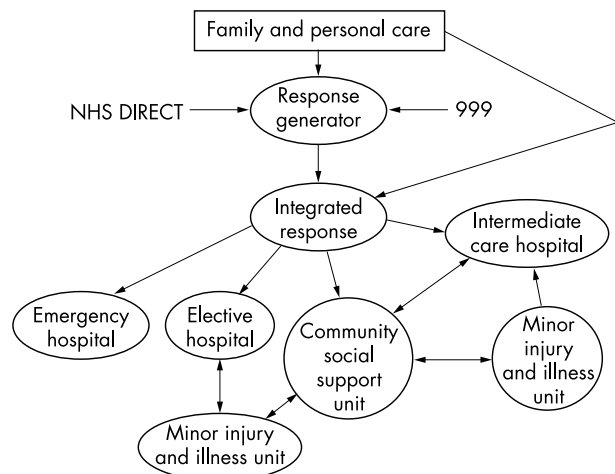 Family and personal care
NHS DIRECT
Response
generator
999
Integrated
response
Intermediate
care hospital
Emergency
hospital
Elective
hospital
Community
social
support
unit
Minor
injury
and illness
unit
Minor injury
and illness unit